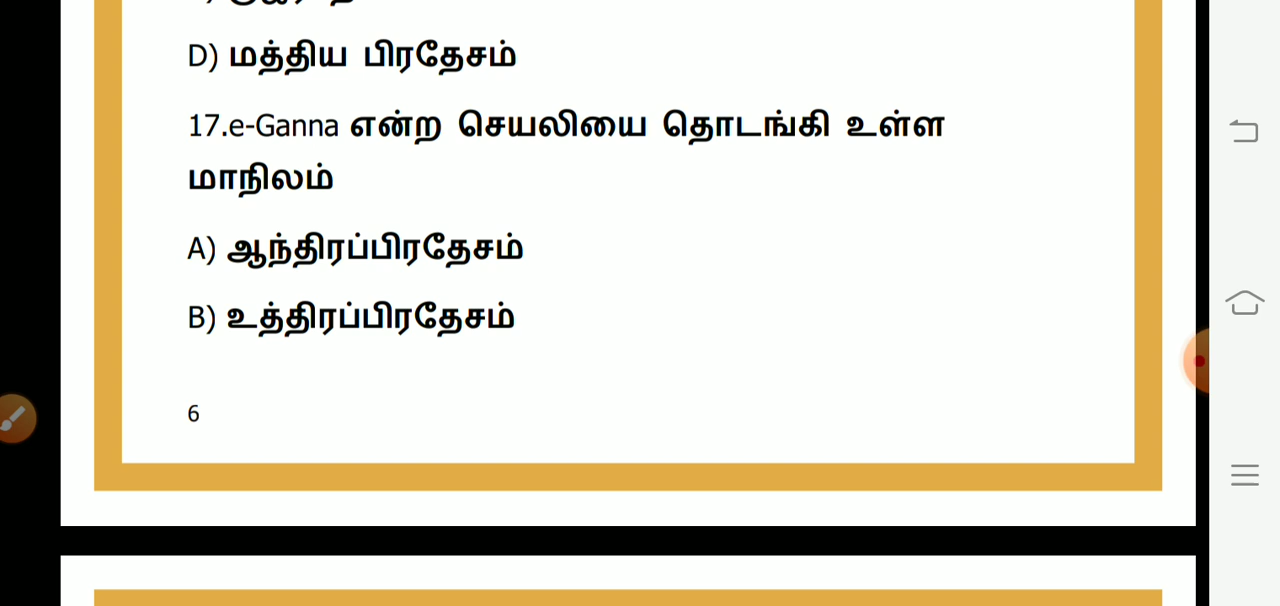 D) மத்திய பிரதேசம்
17.e-Ganna என்ற செயலியை தொடங்கி உள்ள
மாநிலம்
A) ஆந்திரப்பிரதேசம்
B) உத்திரப்பிரதேசம்
6